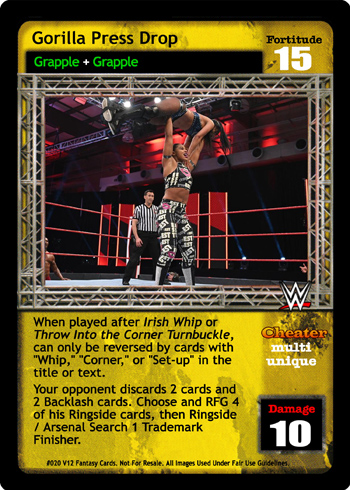 Gorilla Press Drop
Fortitude
15
Grapple + Grapple
W
Cheater
multi
unique
When played after Irish Whip or
Throw Into the Corner Turnbuckle,
can only be reversed by cards with
"Whip," "Corner," or "Set-up" in the
title or text.
Your opponent discards 2 cards and
2 Backlash cards. Choose and RFG 4
of his Ringside cards, then Ringside
/ Arsenal Search 1 Trademark
Finisher.
Damage
10
#020 V12 Fantasy Cards. Not For Resale. All Images Used Under Fair Use Guidelines.